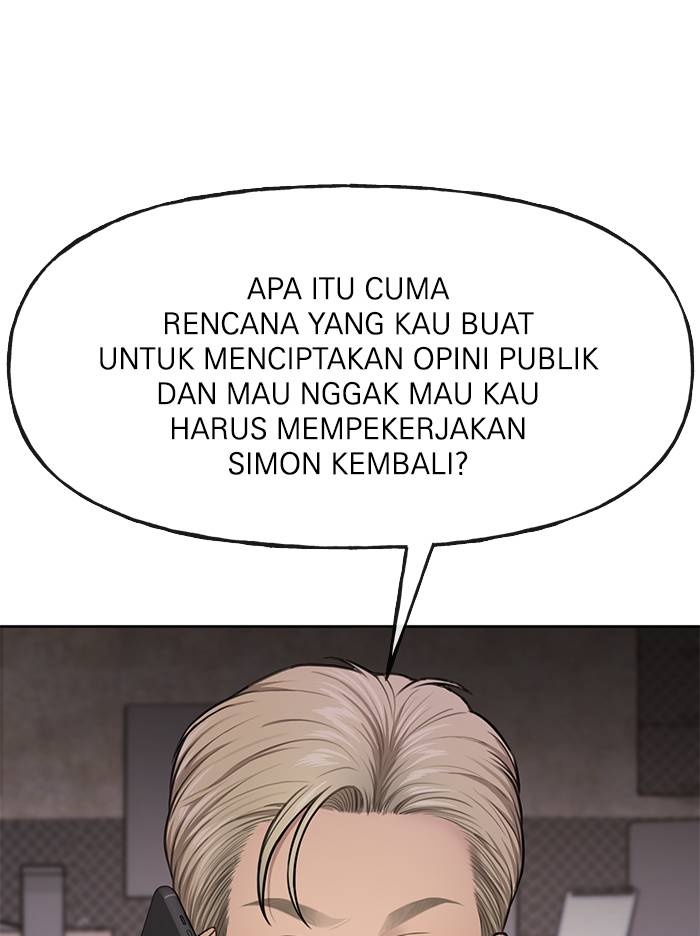 APA ITU CUMA
RENCANA YANG KAU BUAT
UNTUK MENCIPTAKAN OPINI PUBLIK
DAN MAU NGGAK MAU KAU
HARUS MEMPEKERJAKAN
SIMON KEMBALI?